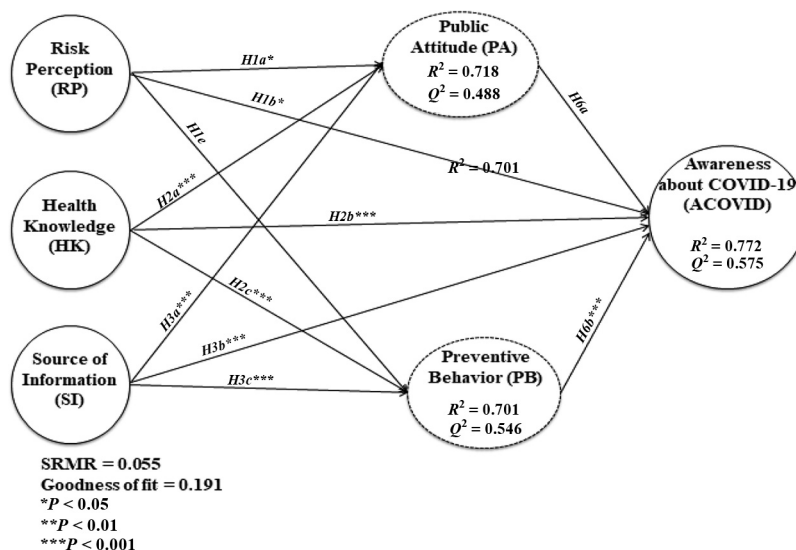 Risk
Perception
(RP)
Health
Knowledge
(HK)
Source of
Information
(SI)
H1a*
H1b*
H1e
H2a***
H2b***
H2c***
H3a***
H3b***
H3c***
Public
Attitude (PA)
R² = 0.718
Q² = 0.488
R² = 0.701
Preventive
Behavior (PB)
R² = 0.701
Q² = 0.546
H6a
H6b***
Awareness
about COVID-19
(ACOVID)
R² = 0.772
Q² = 0.575
SRMR = 0.055
Goodness of fit = 0.191
*P < 0.05
**P < 0.01
***P < 0.001